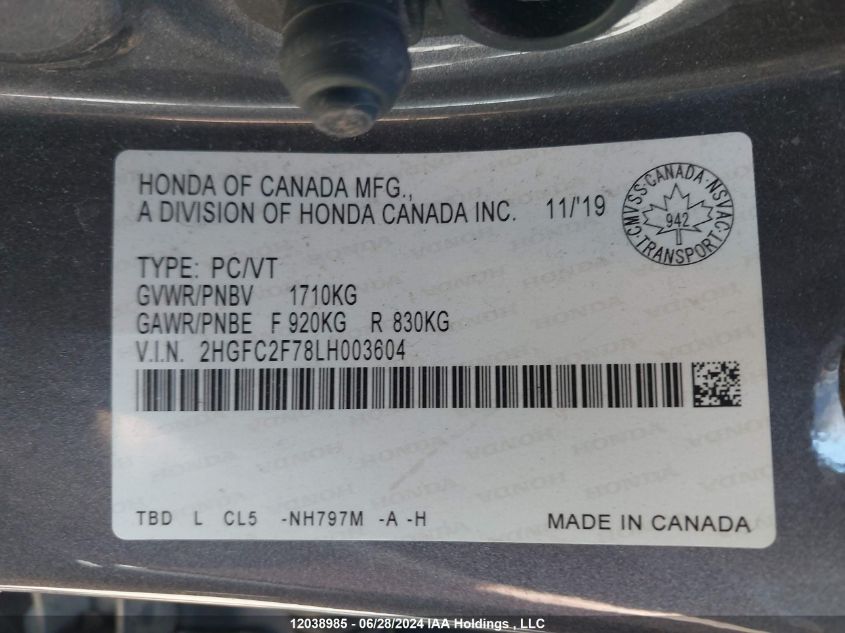 HONDA OF CANADA MFG.,
A DIVISION OF HONDA CANADA INC. 11/'19
CMVSS·CANADA·NSVAC·TRANSPORT·
942
TYPE: PC/VT
GVWR/PNBV 1710KG
GAWR/PNBE F 920KG R 830KG
V.I.N. 2HGFC2F78LH003604
TBD L CL5 -NH797M -A -H
MADE IN CANADA
12038985 - 06/28/2024 IAA Holdings , LLC